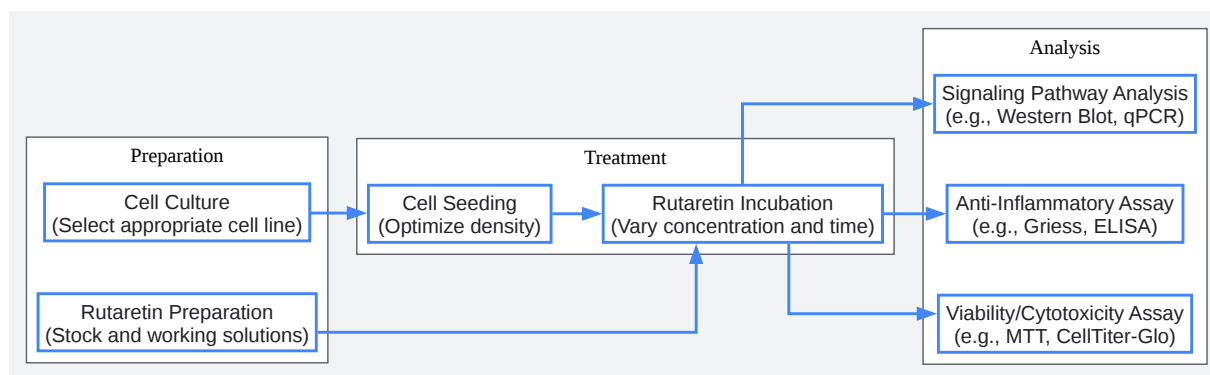 Preparation
Cell Culture
(Select appropriate cell line)
Rutaretin Preparation
(Stock and working solutions)
Treatment
Cell Seeding
(Optimize density)
Rutaretin Incubation
(Vary concentration and time)
Analysis
Signaling Pathway Analysis
(e.g., Western Blot, qPCR)
Anti-Inflammatory Assay
(e.g., Griess, ELISA)
Viability/Cytotoxicity Assay
(e.g., MTT, CellTiter-Glo)